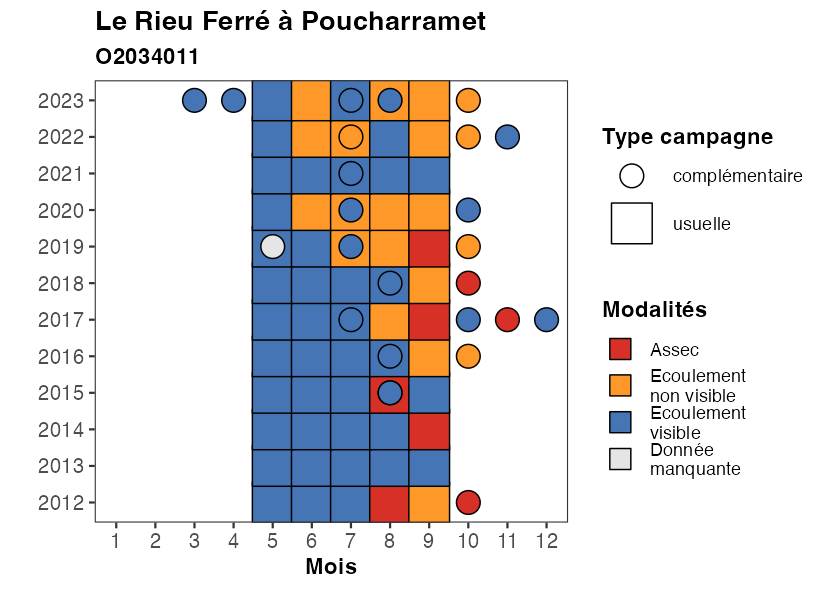 Le Rieu Ferré à Poucharramet
O2034011
2023
2022
2021
2020
2019
2018
2017
2016
2015
2014
2013
2012
1 2 3 4 5 6 7 8 9 10 11 12
Mois
Type campagne
complémentaire
usuelle
Modalités
Assec
Ecoulement
non visible
Ecoulement
visible
Donnée
manquante